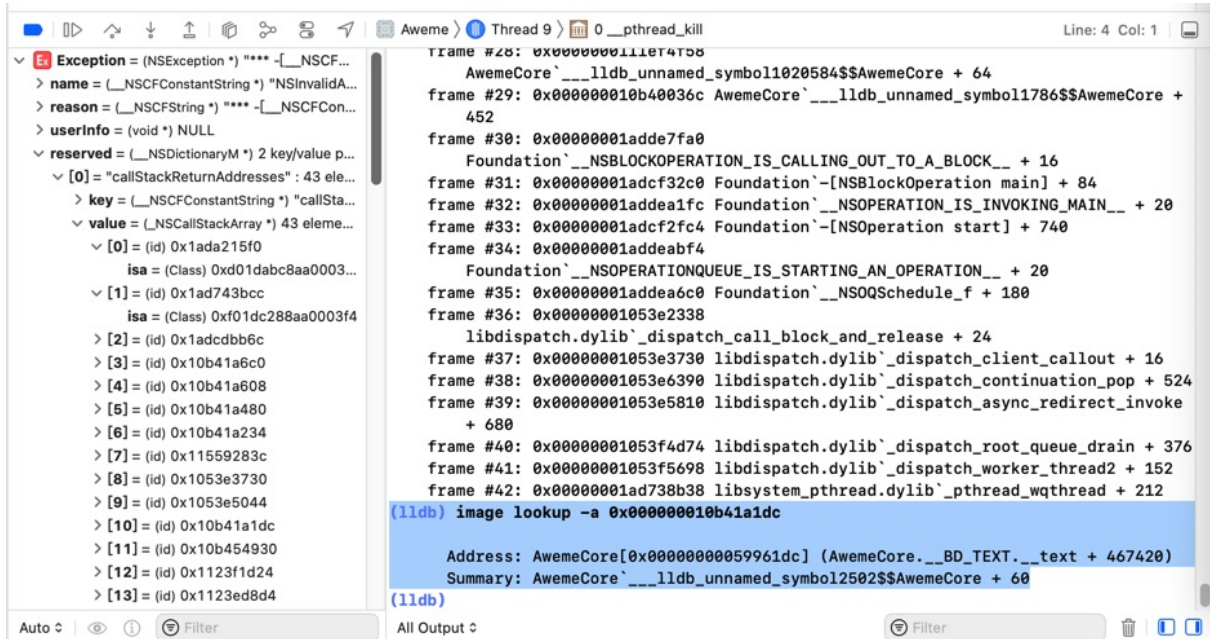 Aweme 〉 Thread 9 〉 0 __pthread_kill
Line: 4 Col: 1
Ex Exception = (NSException *) "*** -[__NSCF...
name = (__NSCFConstantString *) "NSInvalidA...
reason = (__NSCFString *) "*** -[__NSCFCon...
userInfo = (void *) NULL
reserved = (__NSDictionaryM *) 2 key/value p...
[0] = "callStackReturnAddresses" : 43 ele...
key = (__NSCFConstantString *) "callSta...
value = (_NSCallStackArray *) 43 eleme...
[0] = (id) 0x1ada215f0
isa = (Class) 0xd01dabc8aa0003...
[1] = (id) 0x1ad743bcc
isa = (Class) 0xf01dc288aa0003f4
[2] = (id) 0x1adcdbb6c
[3] = (id) 0x10b41a6c0
[4] = (id) 0x10b41a608
[5] = (id) 0x10b41a480
[6] = (id) 0x10b41a234
[7] = (id) 0x11559283c
[8] = (id) 0x1053e3730
[9] = (id) 0x1053e5044
[10] = (id) 0x10b41a1dc
[11] = (id) 0x10b454930
[12] = (id) 0x1123f1d24
[13] = (id) 0x1123ed8d4
Auto
Filter
frame #28: 0x0000000111ef4f58
AwemeCore`___lldb_unnamed_symbol1020584$$AwemeCore + 64
frame #29: 0x000000010b40036c AwemeCore`___lldb_unnamed_symbol1786$$AwemeCore +
452
frame #30: 0x00000001adde7fa0
Foundation`__NSBLOCKOPERATION_IS_CALLING_OUT_TO_A_BLOCK__ + 16
frame #31: 0x00000001adcf32c0 Foundation`-[NSBlockOperation main] + 84
frame #32: 0x00000001addea1fc Foundation`__NSOPERATION_IS_INVOKING_MAIN__ + 20
frame #33: 0x00000001adcf2fc4 Foundation`-[NSOperation start] + 740
frame #34: 0x00000001addeabf4
Foundation`__NSOPERATIONQUEUE_IS_STARTING_AN_OPERATION__ + 20
frame #35: 0x00000001addea6c0 Foundation`__NSOQSchedule_f + 180
frame #36: 0x00000001053e2338
libdispatch.dylib`_dispatch_call_block_and_release + 24
frame #37: 0x00000001053e3730 libdispatch.dylib`_dispatch_client_callout + 16
frame #38: 0x00000001053e6390 libdispatch.dylib`_dispatch_continuation_pop + 524
frame #39: 0x00000001053e5810 libdispatch.dylib`_dispatch_async_redirect_invoke
+ 680
frame #40: 0x00000001053f4d74 libdispatch.dylib`_dispatch_root_queue_drain + 376
frame #41: 0x00000001053f5698 libdispatch.dylib`_dispatch_worker_thread2 + 152
frame #42: 0x00000001ad738b38 libsystem_pthread.dylib`_pthread_wqthread + 212
(lldb) image lookup -a 0x000000010b41a1dc
Address: AwemeCore[0x00000000059961dc] (AwemeCore.__BD_TEXT.__text + 467420)
Summary: AwemeCore`___lldb_unnamed_symbol2502$$AwemeCore + 60
(lldb)
All Output
Filter